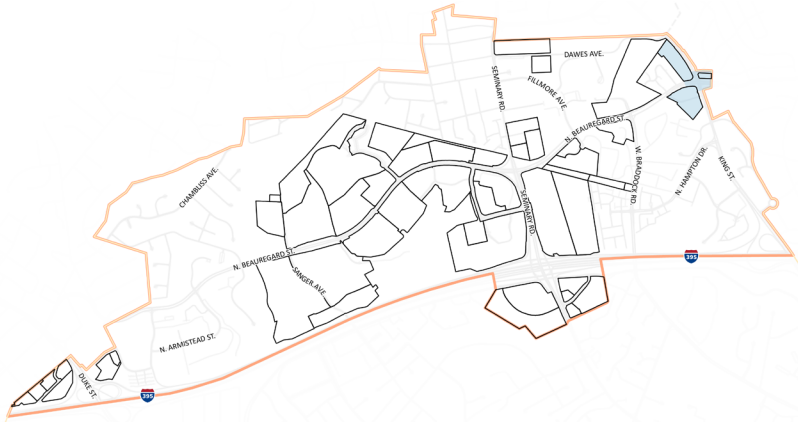 DAWES AVE.
SEMINARY RD.
FILLMORE AVE.
N. BEAUREGARD ST.
W. BRADDOCK RD.
N. HAMPTON DR.
KING ST.
CHAMBLISS AVE.
SEMINARY RD.
N. BEAUREGARD ST.
SANGER AVE.
395
N. ARMISTEAD ST.
DUKE ST.
395